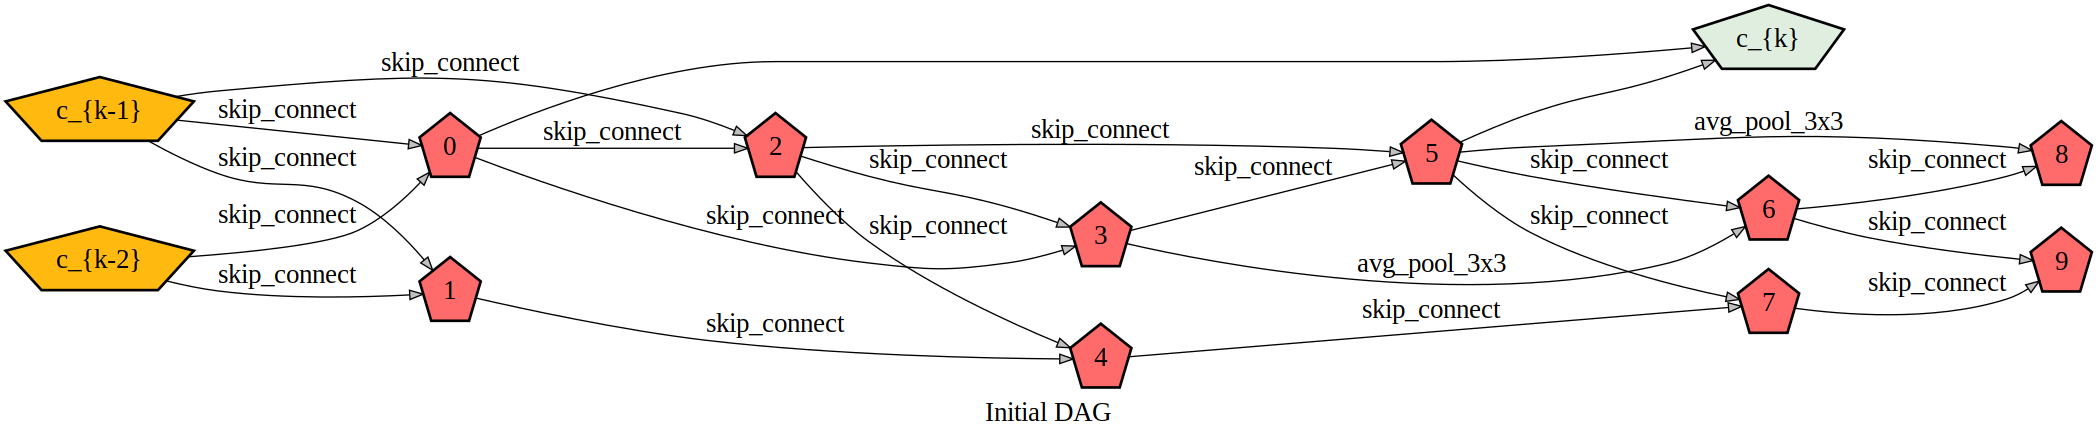 c_{k}
skip_connect
c_{k-1}
skip_connect
avg_pool_3x3
skip_connect
skip_connect
0
2
5
8
skip_connect
skip_connect
skip_connect
skip_connect
skip_connect
6
skip_connect
skip_connect
skip_connect
skip_connect
skip_connect
3
c_{k-2}
9
avg_pool_3x3
skip_connect
skip_connect
1
7
skip_connect
skip_connect
4
Initial DAG